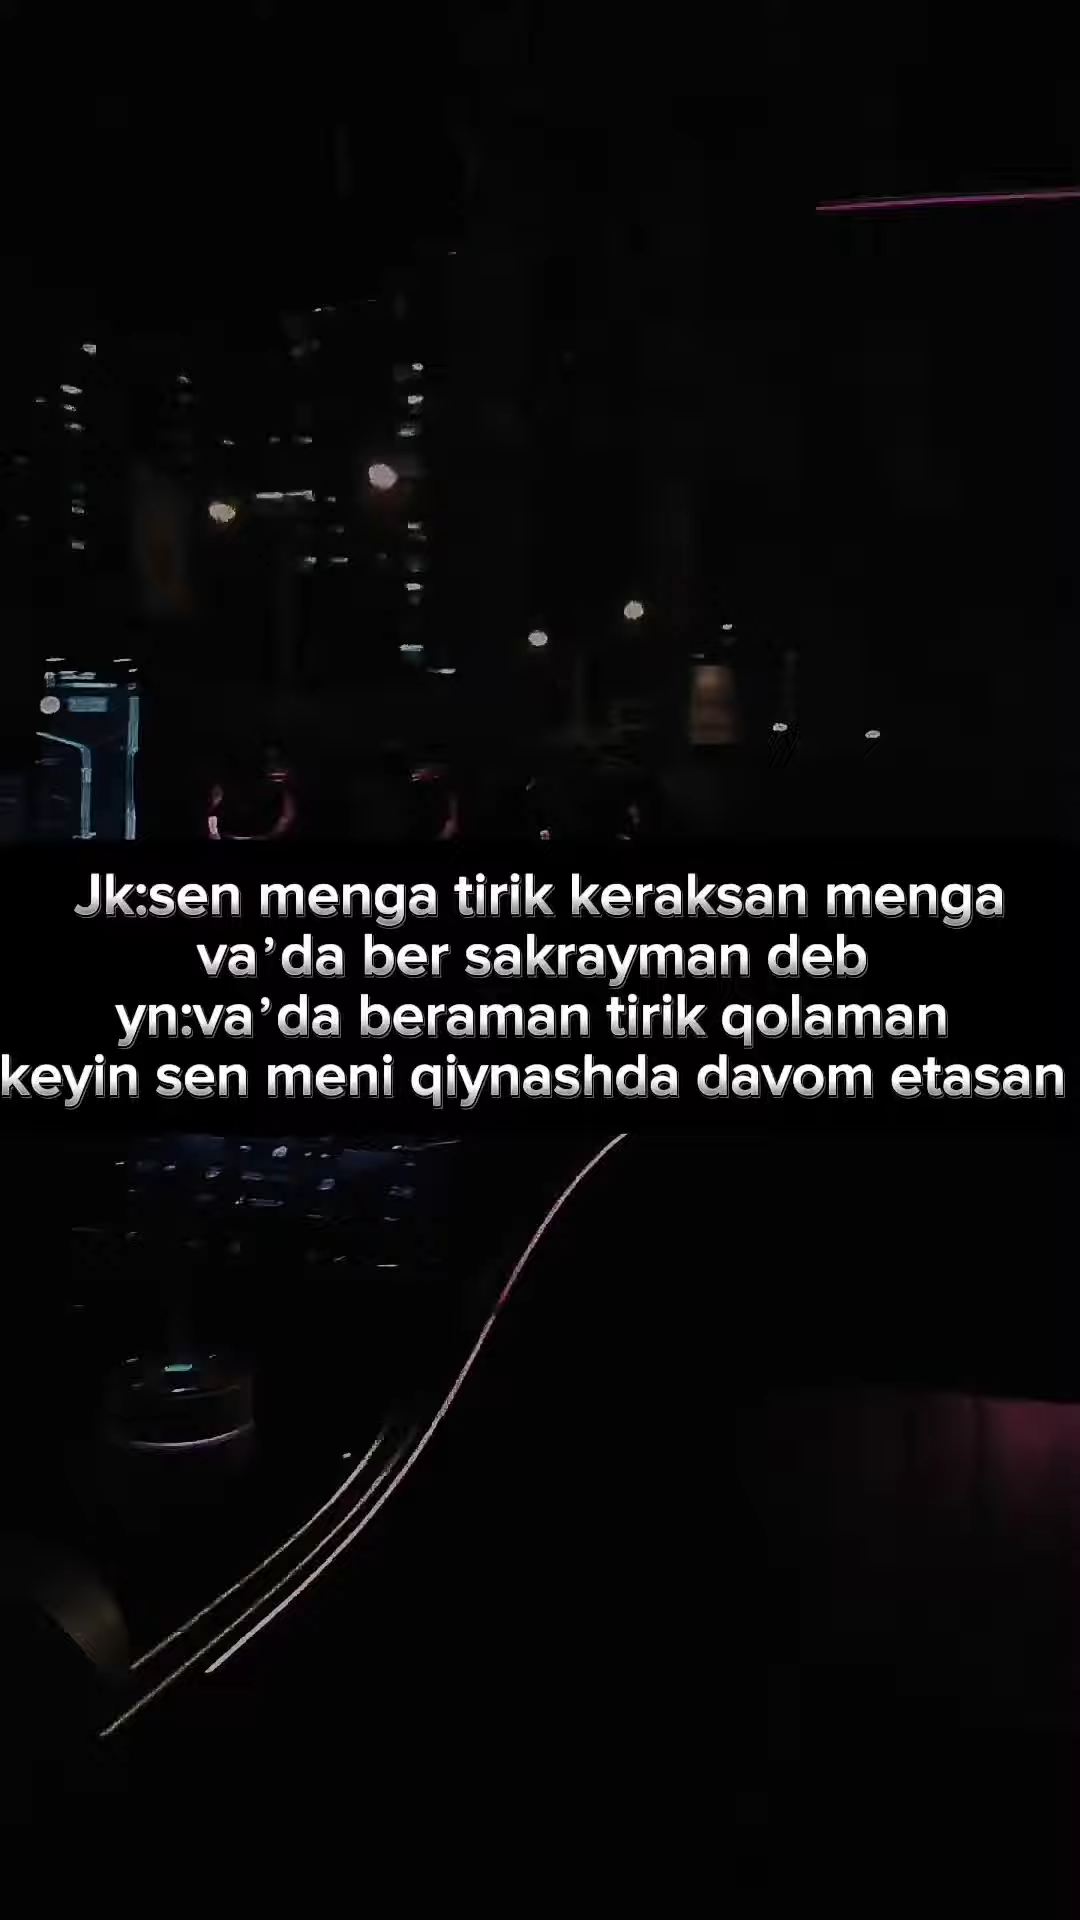 Jk:sen menga tirik keraksan menga
va’da ber sakrayman deb
yn:va’da beraman tirik qolaman
keyin sen meni qiynashda davom etasan